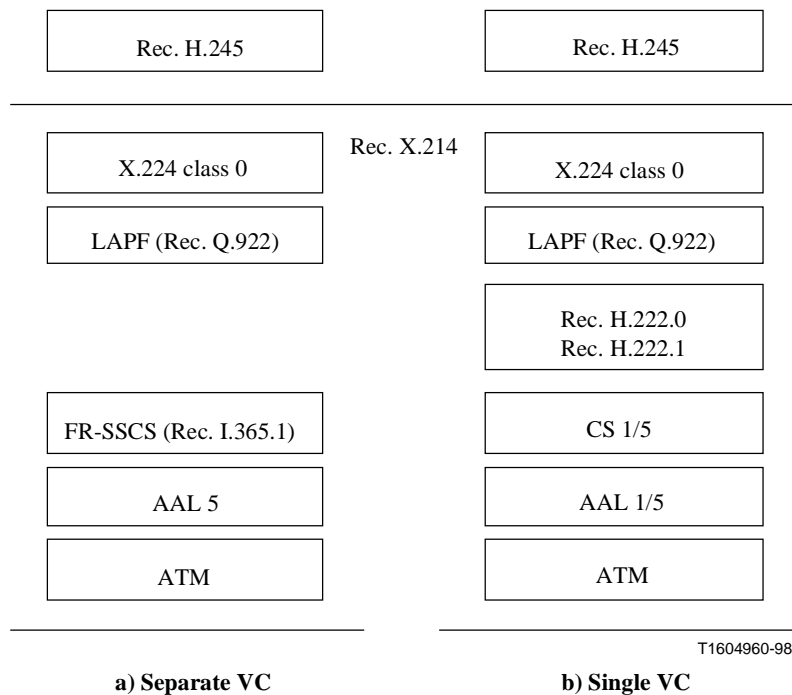 Rec. H.245
Rec. H.245
Rec. X.214
X.224 class 0
X.224 class 0
LAPF (Rec. Q.922)
LAPF (Rec. Q.922)
Rec. H.222.0
Rec. H.222.1
FR-SSCS (Rec. I.365.1)
CS 1/5
AAL 5
AAL 1/5
ATM
ATM
T1604960-98
a) Separate VC
b) Single VC